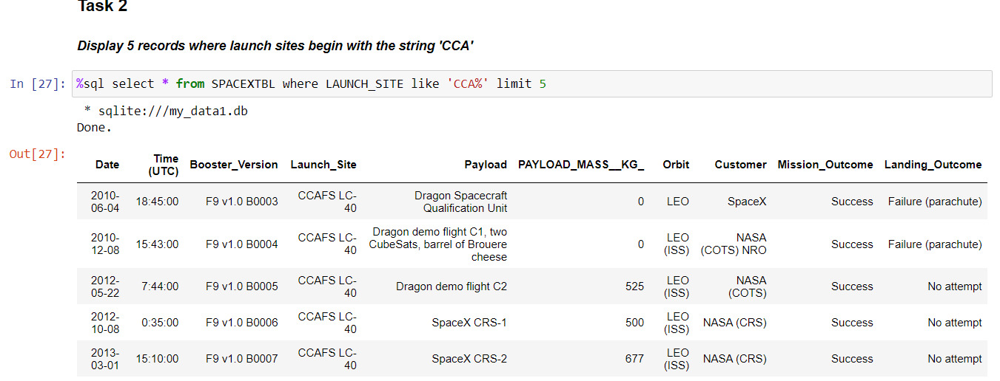 Task 2
Display 5 records where launch sites begin with the string 'CCA'
In [27]: %sql select * from SPACEXTBL where LAUNCH_SITE like 'CCA%' limit 5
* sqlite:///my_data1.db
Done.
Out[27]:
Date Time (UTC) Booster_Version Launch_Site Payload PAYLOAD_MASS__KG_ Orbit Customer Mission_Outcome Landing_Outcome
2010-06-04 18:45:00 F9 v1.0 B0003 CCAFS LC-40 Dragon Spacecraft Qualification Unit 0 LEO SpaceX Success Failure (parachute)
2010-12-08 15:43:00 F9 v1.0 B0004 CCAFS LC-40 Dragon demo flight C1, two CubeSats, barrel of Brouere cheese 0 LEO (ISS) NASA (COTS) NRO Success Failure (parachute)
2012-05-22 7:44:00 F9 v1.0 B0005 CCAFS LC-40 Dragon demo flight C2 525 LEO (ISS) NASA (COTS) Success No attempt
2012-10-08 0:35:00 F9 v1.0 B0006 CCAFS LC-40 SpaceX CRS-1 500 LEO (ISS) NASA (CRS) Success No attempt
2013-03-01 15:10:00 F9 v1.0 B0007 CCAFS LC-40 SpaceX CRS-2 677 LEO (ISS) NASA (CRS) Success No attempt